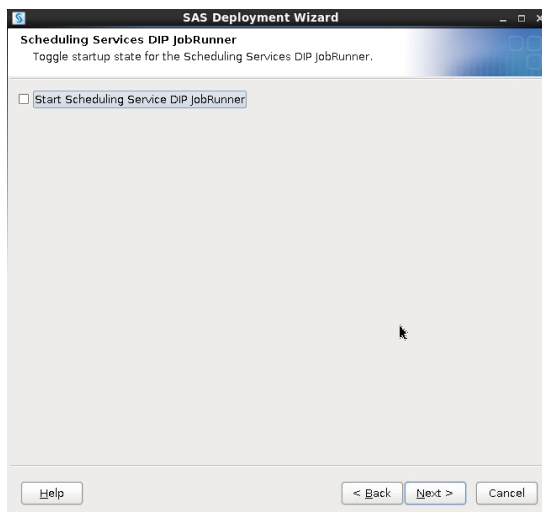 SAS Deployment Wizard
Scheduling Services DIP JobRunner
Toggle startup state for the Scheduling Services DIP JobRunner.
Start Scheduling Service DIP JobRunner
Help < Back Next > Cancel